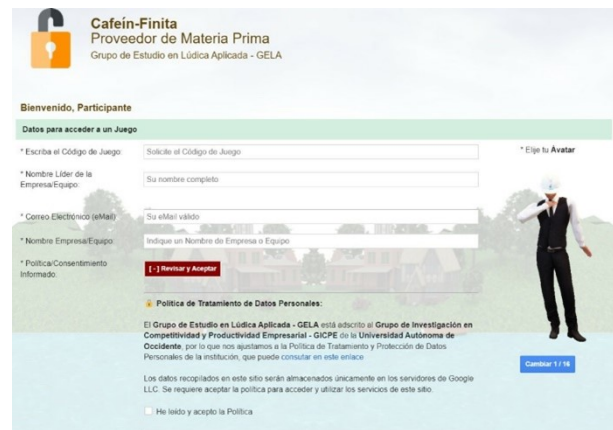 Cafeín-Finita
Proveedor de Materia Prima
Grupo de Estudio en Lúdica Aplicada - GELA
Bienvenido, Participante
Datos para acceder a un Juego
* Escriba el Código de Juego:
Solicite el Código de Juego
* Elije tu Avatar
* Nombre Líder de la
Empresa/Equipo:
Su nombre completo
* Correo Electrónico (eMail)
Su eMail válido
* Nombre Empresa/Equipo:
Indique un Nombre de Empresa o Equipo
* Política/Consentimiento
Informado:
[ - ] Revisar y Aceptar
Política de Tratamiento de Datos Personales:
El Grupo de Estudio en Lúdica Aplicada - GELA está adscrito al Grupo de Investigación en
Competitividad y Productividad Empresarial - GICPE de la Universidad Autónoma de
Occidente, por lo que nos ajustamos a la Política de Tratamiento y Protección de Datos
Personales de la institución, que puede consutar en este enlace
Cambiar 1 / 16
Los datos recopilados en este sitio serán almacenados únicamente en los servidores de Google
LLC. Se requiere aceptar la política para acceder y utilizar los servicios de este sitio.
He leído y acepto la Política